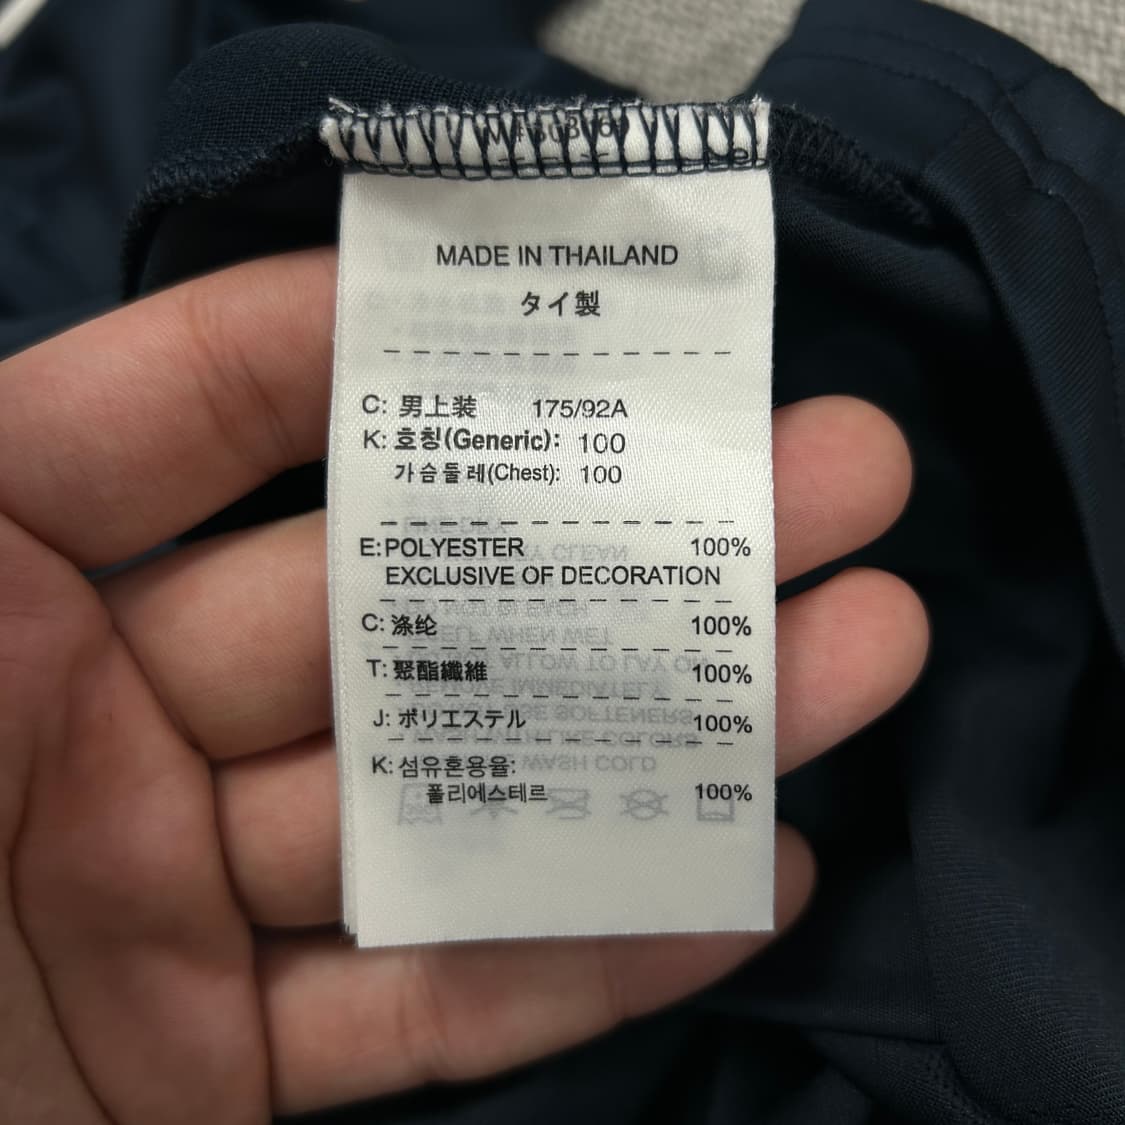 MADE IN THAILAND
タイ製
C: 男上装 175/92A
K: 호칭(Generic): 100
가슴둘레(Chest): 100
E: POLYESTER 100%
EXCLUSIVE OF DECORATION
C: 涤纶 100%
T: 聚酯纖維 100%
J: ポリエステル 100%
K: 섬유혼용율:
폴리에스테르 100%